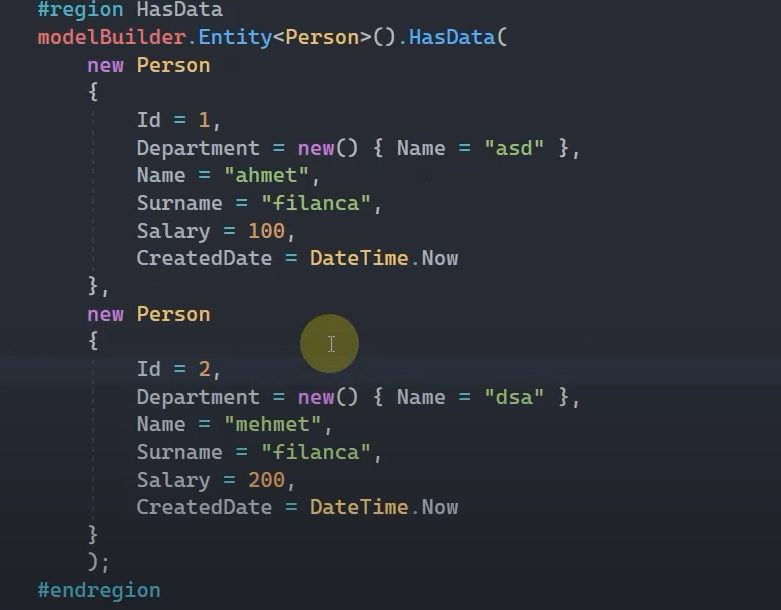 #region HasData
modelBuilder.Entity<Person>().HasData(
    new Person
    {
        Id = 1,
        Department = new() { Name = "asd" },
        Name = "ahmet",
        Surname = "filanca",
        Salary = 100,
        CreatedDate = DateTime.Now
    },
    new Person
    {
        Id = 2,
        Department = new() { Name = "dsa" },
        Name = "mehmet",
        Surname = "filanca",
        Salary = 200,
        CreatedDate = DateTime.Now
    }
    );
#endregion